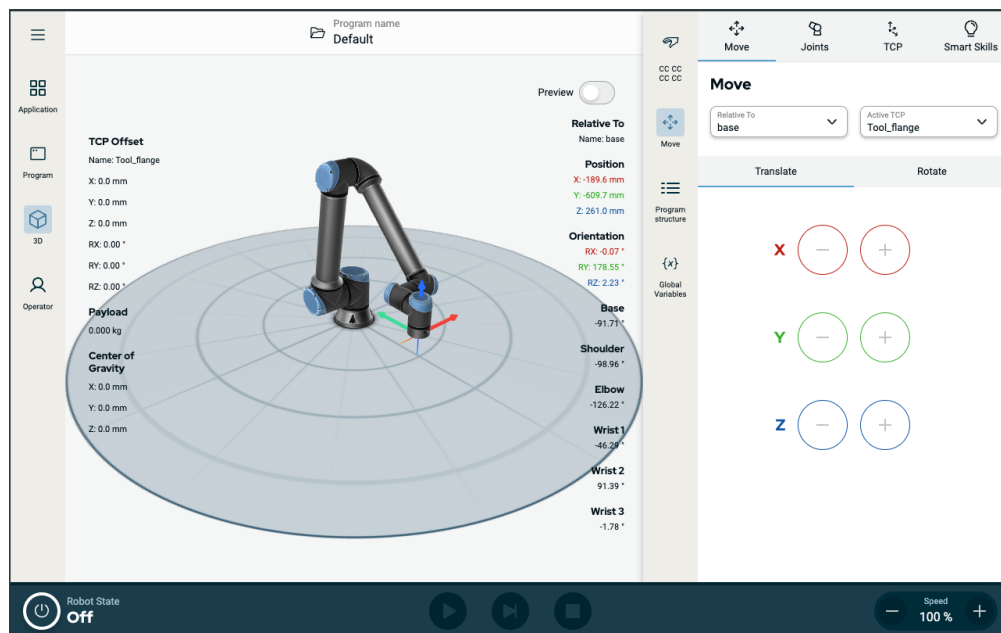 Program name
Default
Application
Program
3D
Operator
Preview
TCP Offset
Name: Tool_flange
X: 0.0 mm
Y: 0.0 mm
Z: 0.0 mm
RX: 0.00 °
RY: 0.00 °
RZ: 0.00 °
Payload
0.000 kg
Center of
Gravity
X: 0.0 mm
Y: 0.0 mm
Z: 0.0 mm
Relative To
Name: base
Position
X: -189.6 mm
Y: -609.7 mm
Z: 261.0 mm
Orientation
RX: -0.07 °
RY: 178.55 °
RZ: 2.23 °
Base
-91.71 °
Shoulder
-98.96 °
Elbow
-126.22 °
Wrist 1
-46.29 °
Wrist 2
91.39 °
Wrist 3
-1.78 °
CC CC
CC CC
Move
Program
structure
{x}
Global
Variables
Move
Joints
TCP
Smart Skills
Move
Relative To
base
Active TCP
Tool_flange
Translate
Rotate
X
Y
Z
Robot State
Off
Speed
100 %